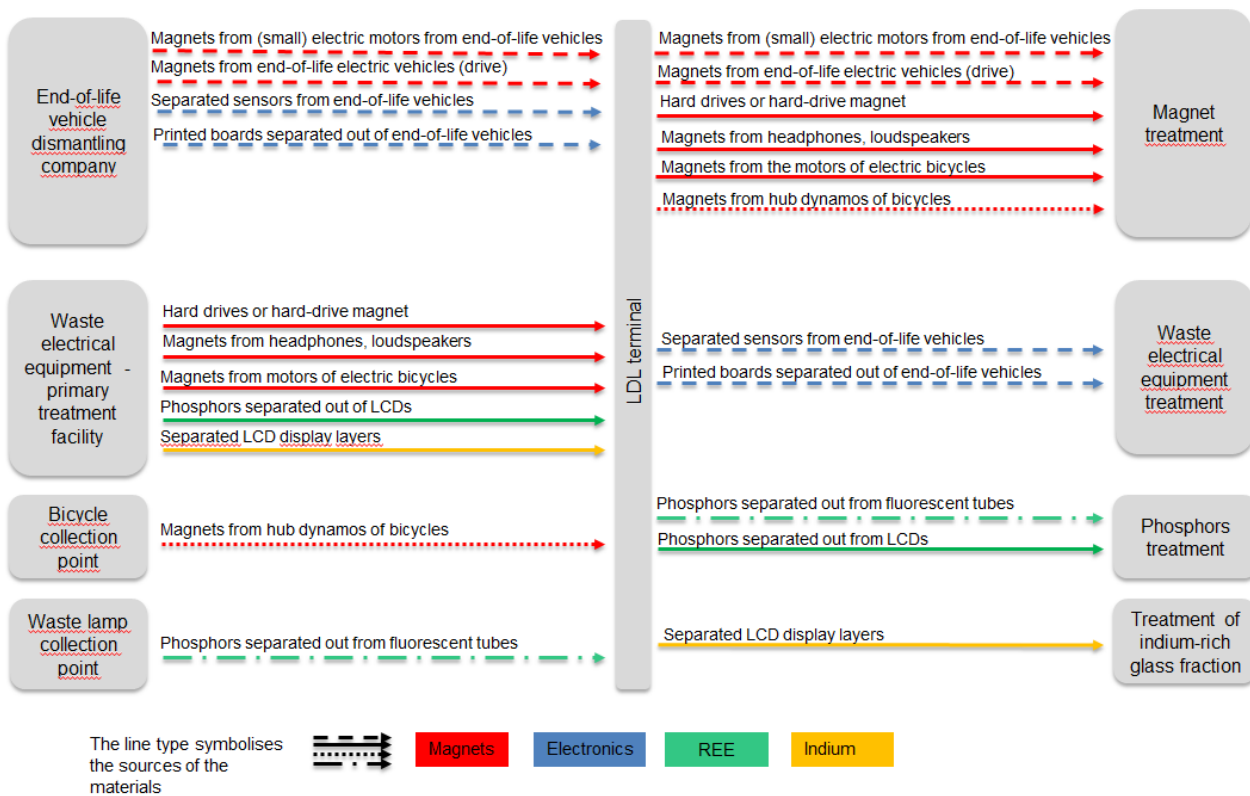 End-of-life
vehicle
dismantling
company
Magnets from (small) electric motors from end-of-life vehicles
Magnets from end-of-life electric vehicles (drive)
Separated sensors from end-of-life vehicles
Printed boards separated out of end-of-life vehicles
Waste
electrical
equipment -
primary
treatment
facility
Hard drives or hard-drive magnet
Magnets from headphones, loudspeakers
Magnets from motors of electric bicycles
Phosphors separated out of LCDs
Separated LCD display layers
Bicycle
collection
point
Magnets from hub dynamos of bicycles
Waste lamp
collection
point
Phosphors separated out from fluorescent tubes
LDL terminal
Magnets from (small) electric motors from end-of-life vehicles
Magnets from end-of-life electric vehicles (drive)
Hard drives or hard-drive magnet
Magnets from headphones, loudspeakers
Magnets from the motors of electric bicycles
Magnets from hub dynamos of bicycles
Magnet
treatment
Separated sensors from end-of-life vehicles
Printed boards separated out of end-of-life vehicles
Waste
electrical
equipment
treatment
Phosphors separated out from fluorescent tubes
Phosphors separated out from LCDs
Phosphors
treatment
Separated LCD display layers
Treatment of
indium-rich
glass fraction
The line type symbolises
the sources of the
materials
Magnets
Electronics
REE
Indium